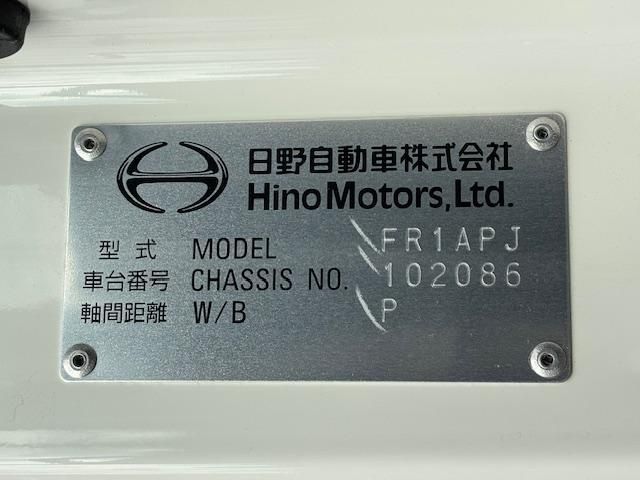 日野自動車株式会社
Hino Motors, Ltd.
型式 MODEL FR1APJ
車台番号 CHASSIS NO. 102086
軸間距離 W/B P